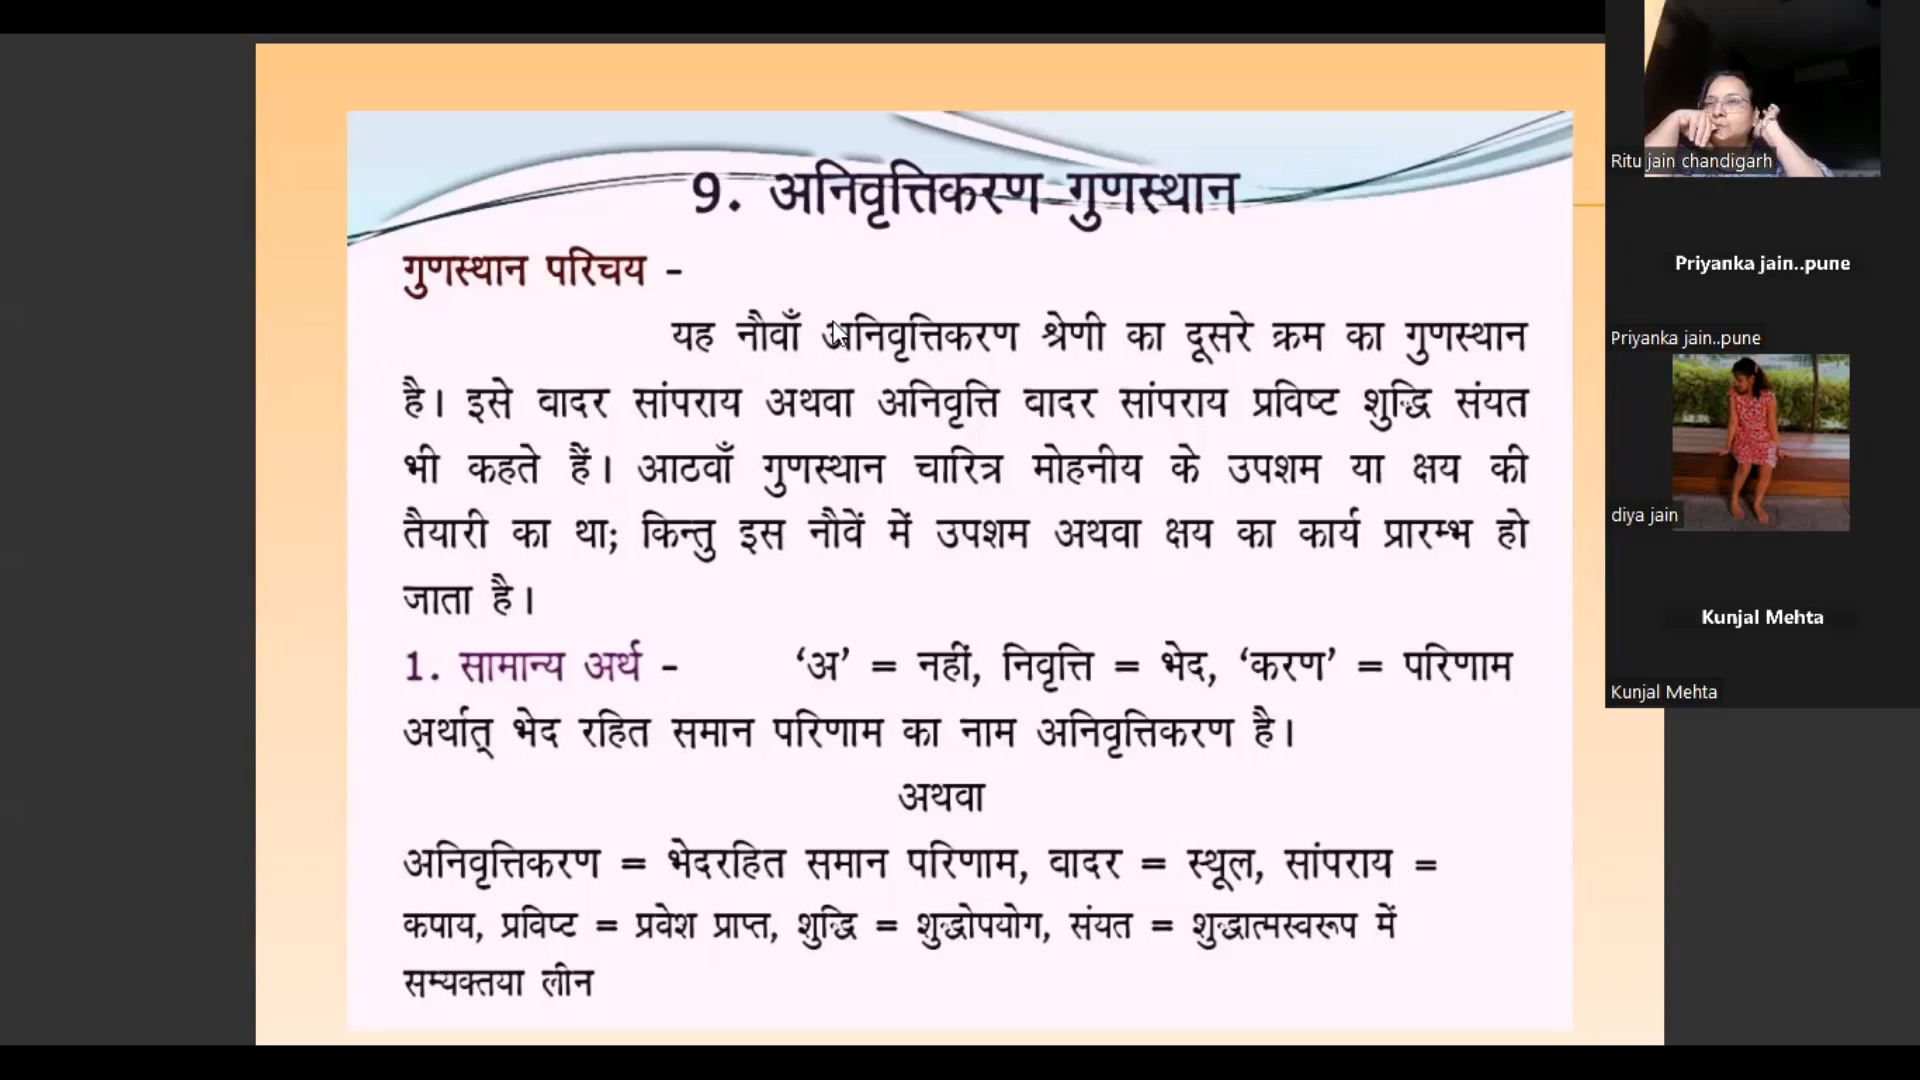 9. अनिवृत्तिकरण गुणस्थान
गुणस्थान परिचय -
यह नौवाँ अनिवृत्तिकरण श्रेणी का दूसरे क्रम का गुणस्थान
है। इसे वादर सांपराय अथवा अनिवृत्ति वादर सांपराय प्रविष्ट शुद्धि संयत
भी कहते हैं। आठवाँ गुणस्थान चारित्र मोहनीय के उपशम या क्षय की
तैयारी का था; किन्तु इस नौवें में उपशम अथवा क्षय का कार्य प्रारम्भ हो
जाता है।
1. सामान्य अर्थ - ‘अ’ = नहीं, निवृत्ति = भेद, ‘करण’ = परिणाम
अर्थात् भेद रहित समान परिणाम का नाम अनिवृत्तिकरण है।
अथवा
अनिवृत्तिकरण = भेदरहित समान परिणाम, वादर = स्थूल, सांपराय =
कपाय, प्रविष्ट = प्रवेश प्राप्त, शुद्धि = शुद्धोपयोग, संयत = शुद्धात्मस्वरूप में
सम्यक्तया लीन
Ritu jain chandigarh
Priyanka jain..pune
Priyanka jain..pune
diya jain
Kunjal Mehta
Kunjal Mehta